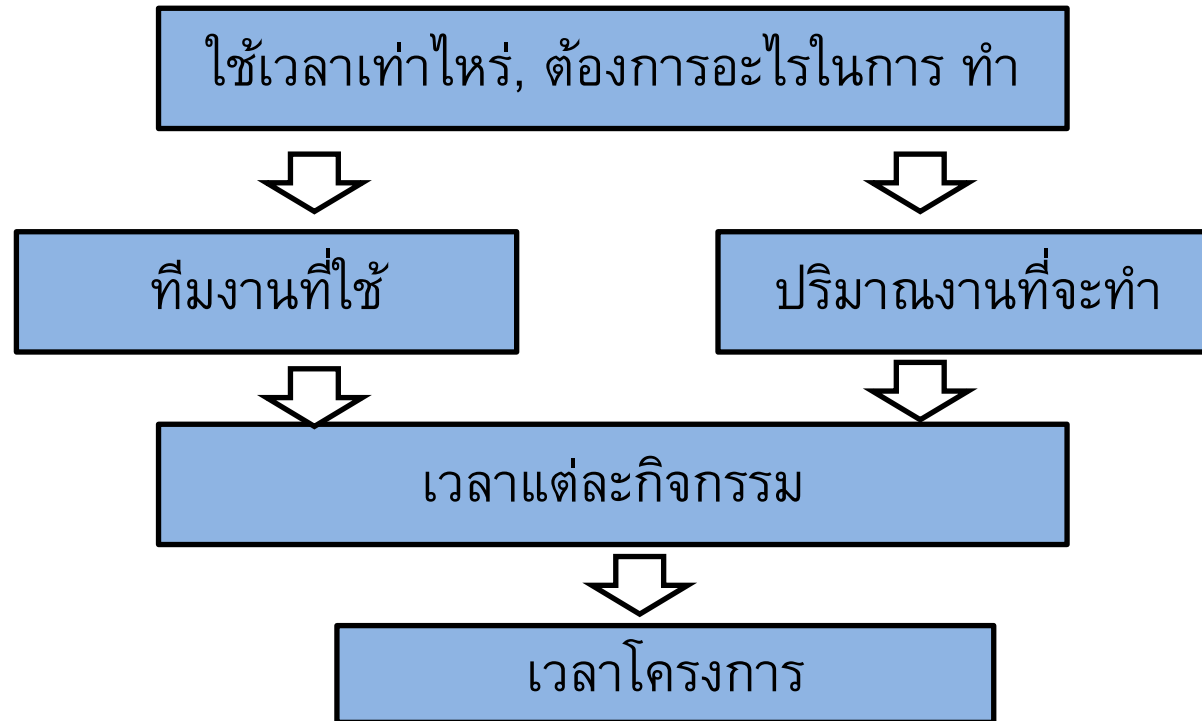 ใช้เวลาเท่าไหร่, ต้องการอะไรในการ ทำ
ทีมงานที่ใช้
ปริมาณงานที่จะทำ
เวลาแต่ละกิจกรรม
เวลาโครงการ